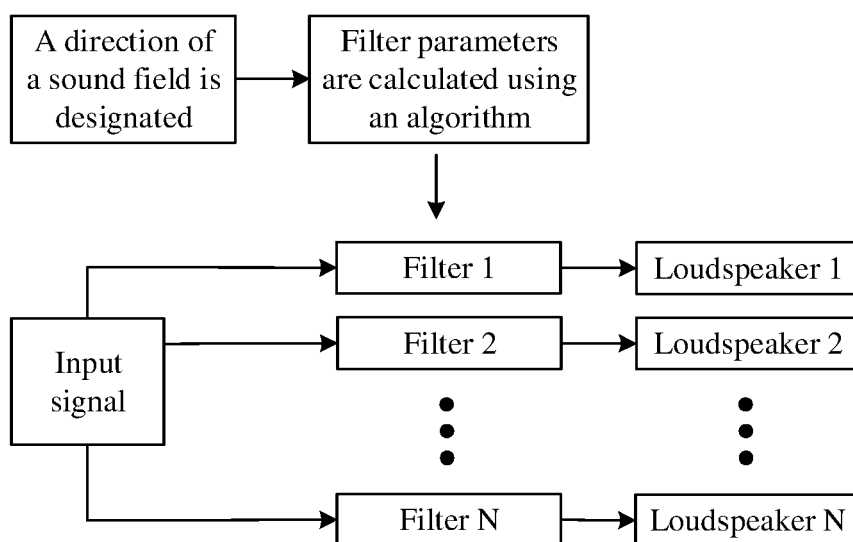 A direction of
a sound field is
designated
Filter parameters
are calculated using
an algorithm
Input
signal
Filter 1
Loudspeaker 1
Filter 2
Loudspeaker 2
Filter N
Loudspeaker N